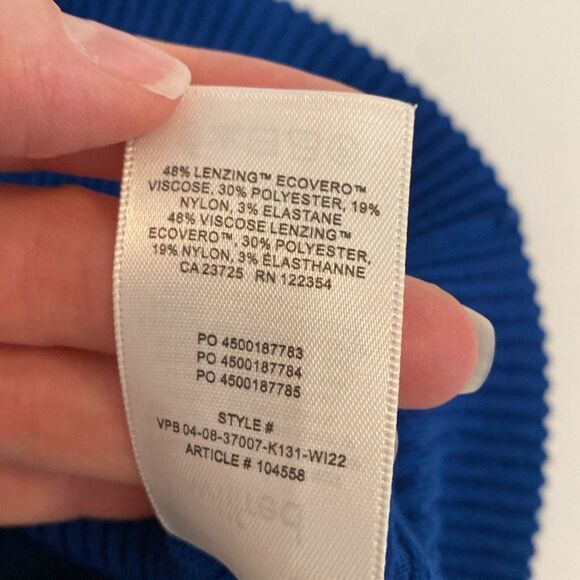 48% LENZING™ ECOVERO™
VISCOSE, 30% POLYESTER, 19%
NYLON, 3% ELASTANE
48% VISCOSE LENZING™
ECOVERO™, 30% POLYESTER,
19% NYLON, 3% ÉLASTHANNE
CA 23725 RN 122354
PO 4500187783
PO 4500187784
PO 4500187785
STYLE #
VPB 04-08-37007-K131-WI22
ARTICLE # 104558